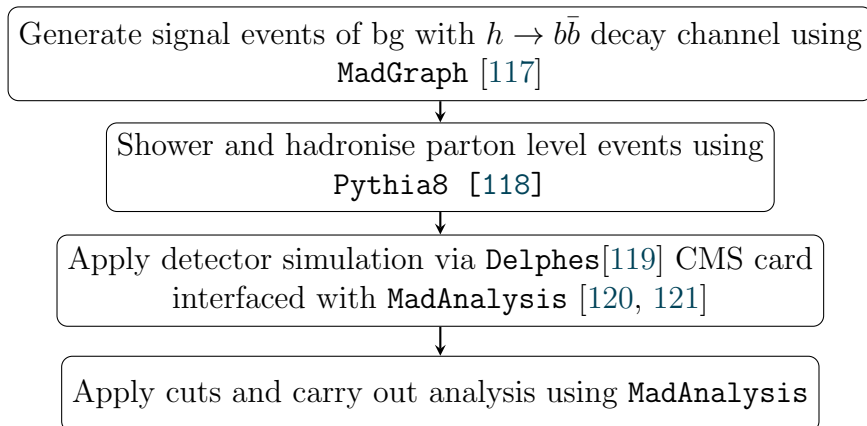 Generate signal events of bg with h → bb̄ decay channel using
MadGraph [117]
Shower and hadronise parton level events using
Pythia8 [118]
Apply detector simulation via Delphes[119] CMS card
interfaced with MadAnalysis [120, 121]
Apply cuts and carry out analysis using MadAnalysis